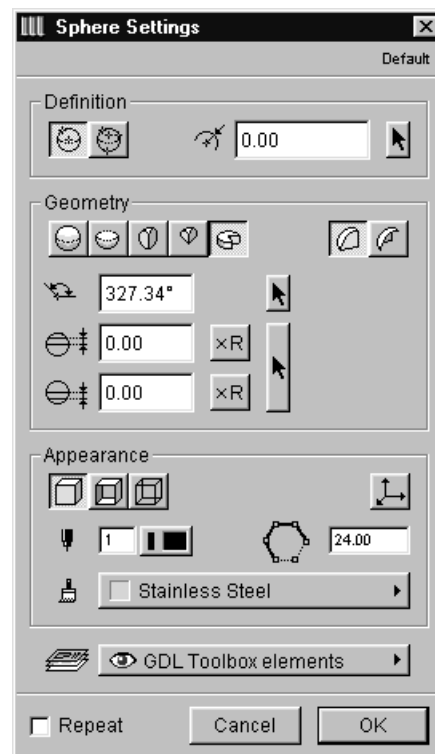 Sphere Settings
Default
Definition
0.00
Geometry
327.34°
0.00 ×R
0.00 ×R
Appearance
1 24.00
Stainless Steel
GDL Toolbox elements
Repeat Cancel OK